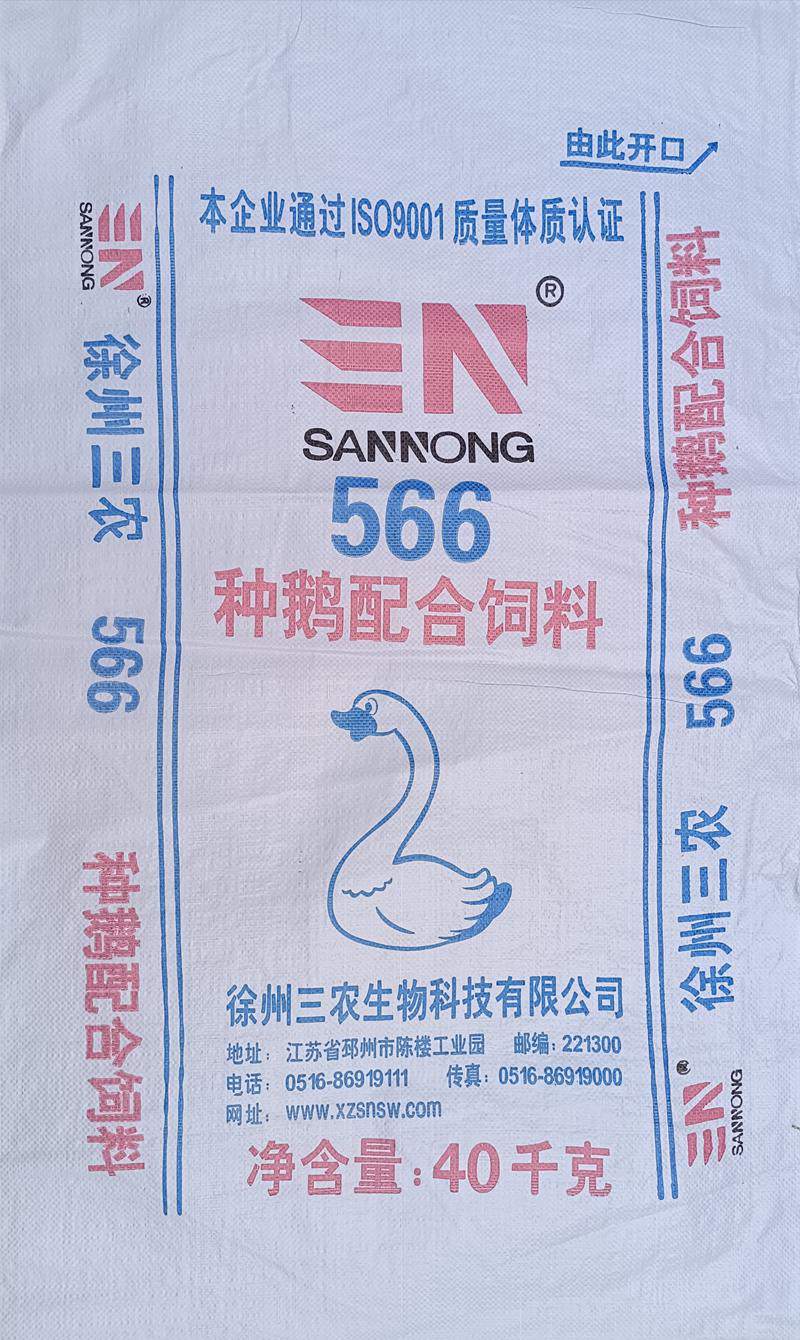 由此开口
本企业通过ISO9001质量体质认证
®
SANNONG
566
种鹅配合饲料
徐州三农生物科技有限公司
地址：江苏省邳州市陈楼工业园 邮编：221300
电话：0516-86919111 传真：0516-86919000
网址：www.xzsnsw.com
净含量：40千克
SANNONG
®
徐州三农
566
种鹅配合饲料
种鹅配合饲料
566
徐州三农
®
SANNONG